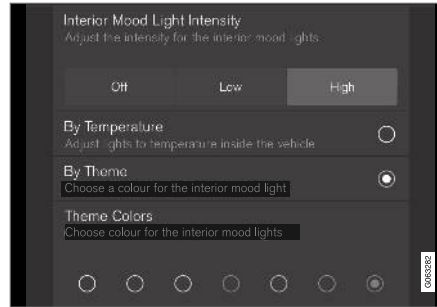 Interior Mood Light Intensity
Adjust the intensity for the interior mood lights
Off Low High
By Temperature
Adjust lights to temperature inside the vehicle
By Theme
Choose a colour for the interior mood light
Theme Colors
Choose colour for the interior mood lights
G063282